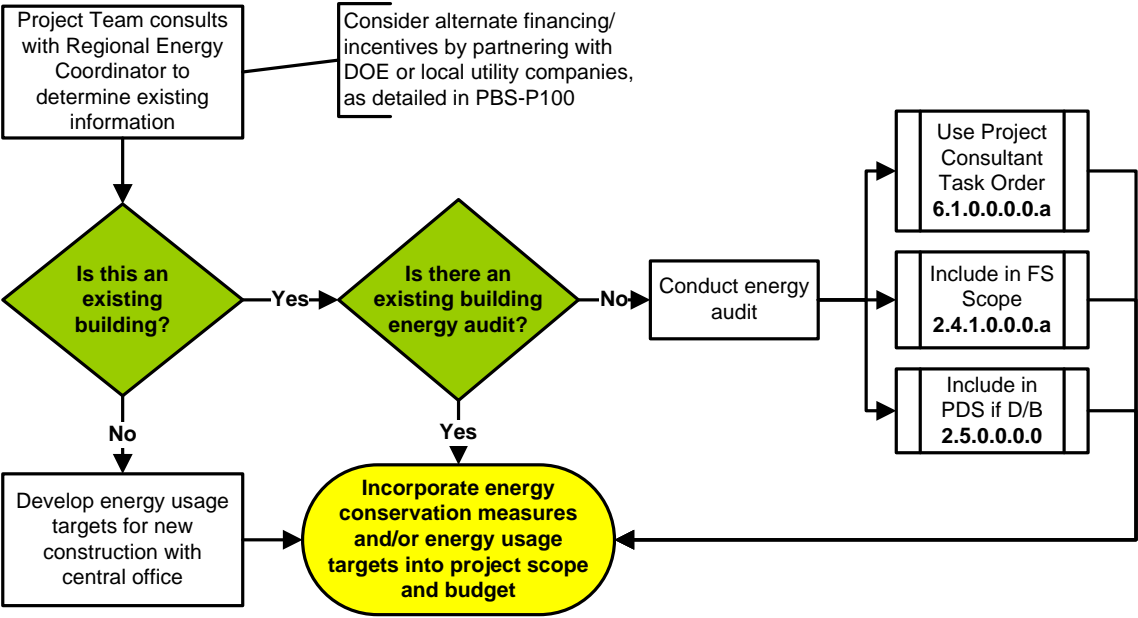 Project Team consults
with Regional Energy
Coordinator to
determine existing
information
Consider alternate financing/
incentives by partnering with
DOE or local utility companies,
as detailed in PBS-P100
Use Project
Consultant
Task Order
6.1.0.0.0.0.a
Is this an
existing
building?
Yes
Is there an
existing building
energy audit?
No
Conduct energy
audit
Include in FS
Scope
2.4.1.0.0.0.a
Include in
PDS if D/B
2.5.0.0.0.0
No
Yes
Develop energy usage
targets for new
construction with
central office
Incorporate energy
conservation measures
and/or energy usage
targets into project scope
and budget